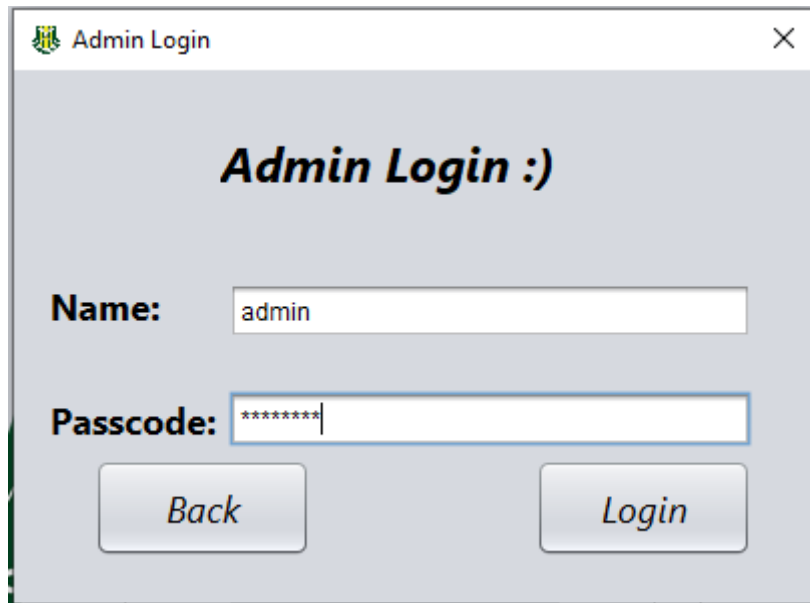 Admin Login
Admin Login :)
Name: admin
Passcode: ********
Back Login